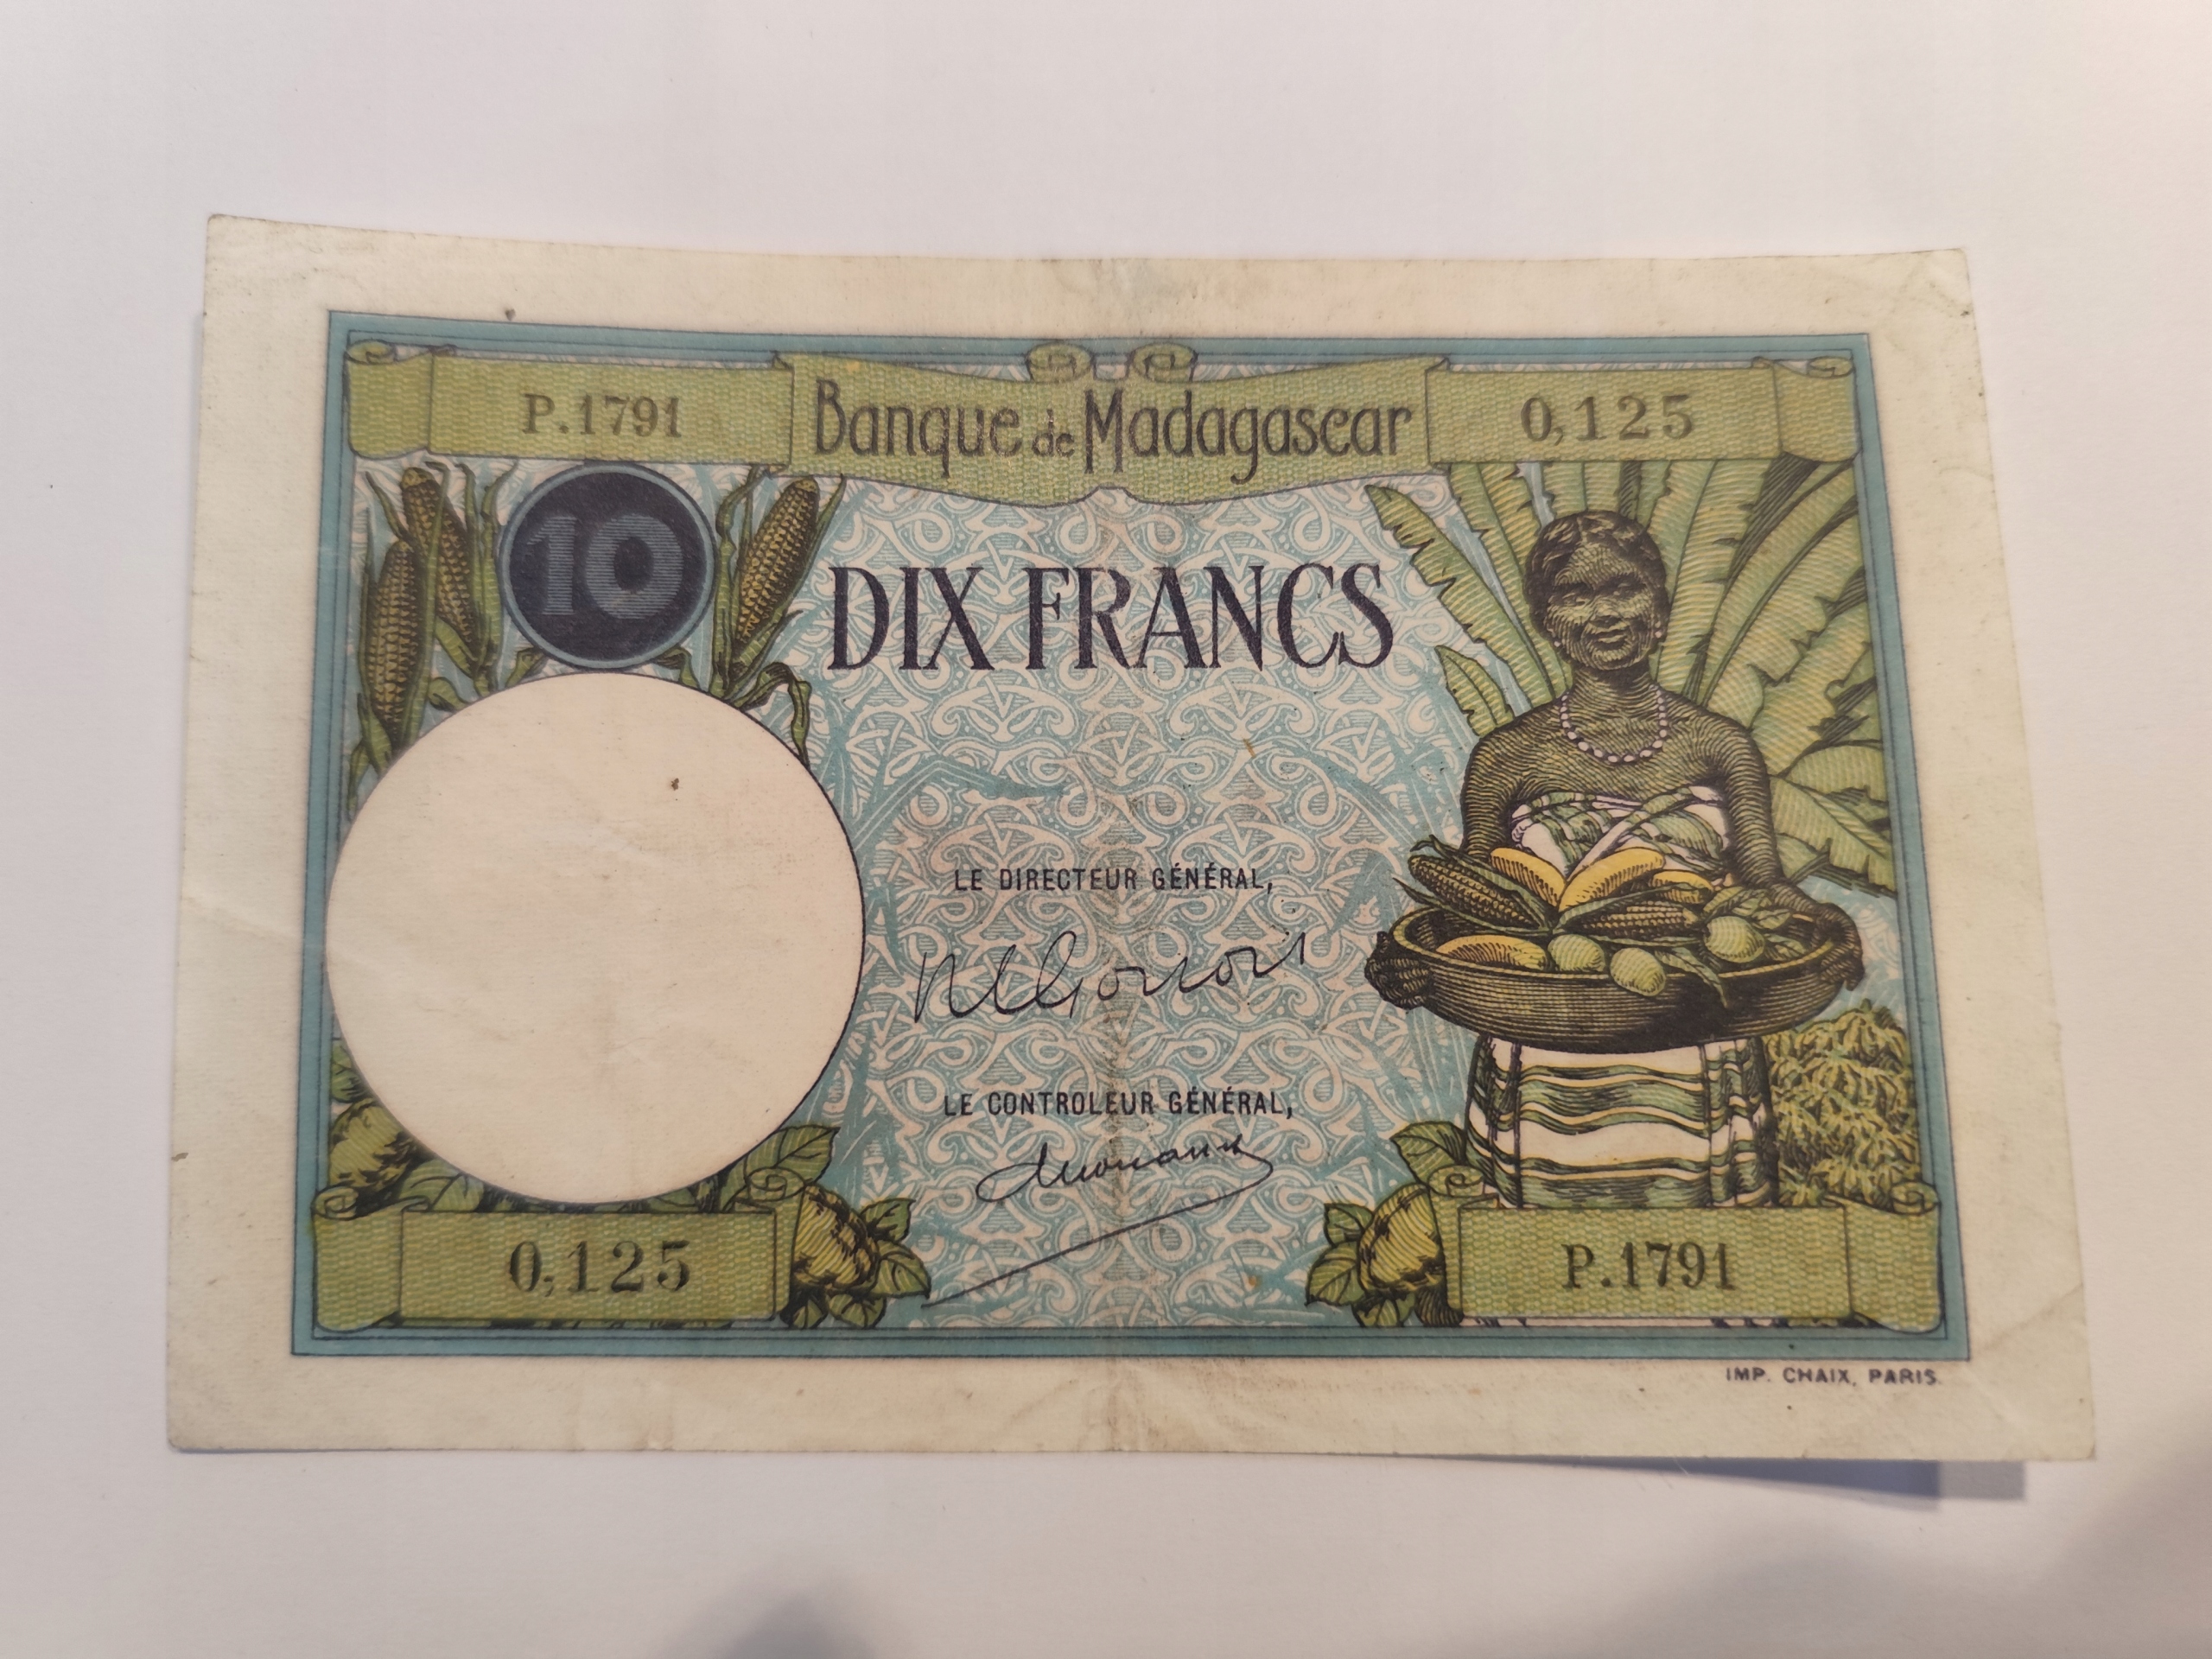 P.1791
Banque de Madagascar
0,125
10
DIX FRANCS
LE DIRECTEUR GÉNÉRAL,
LE CONTROLEUR GÉNÉRAL,
0,125
P.1791
IMP. CHAIX, PARIS.